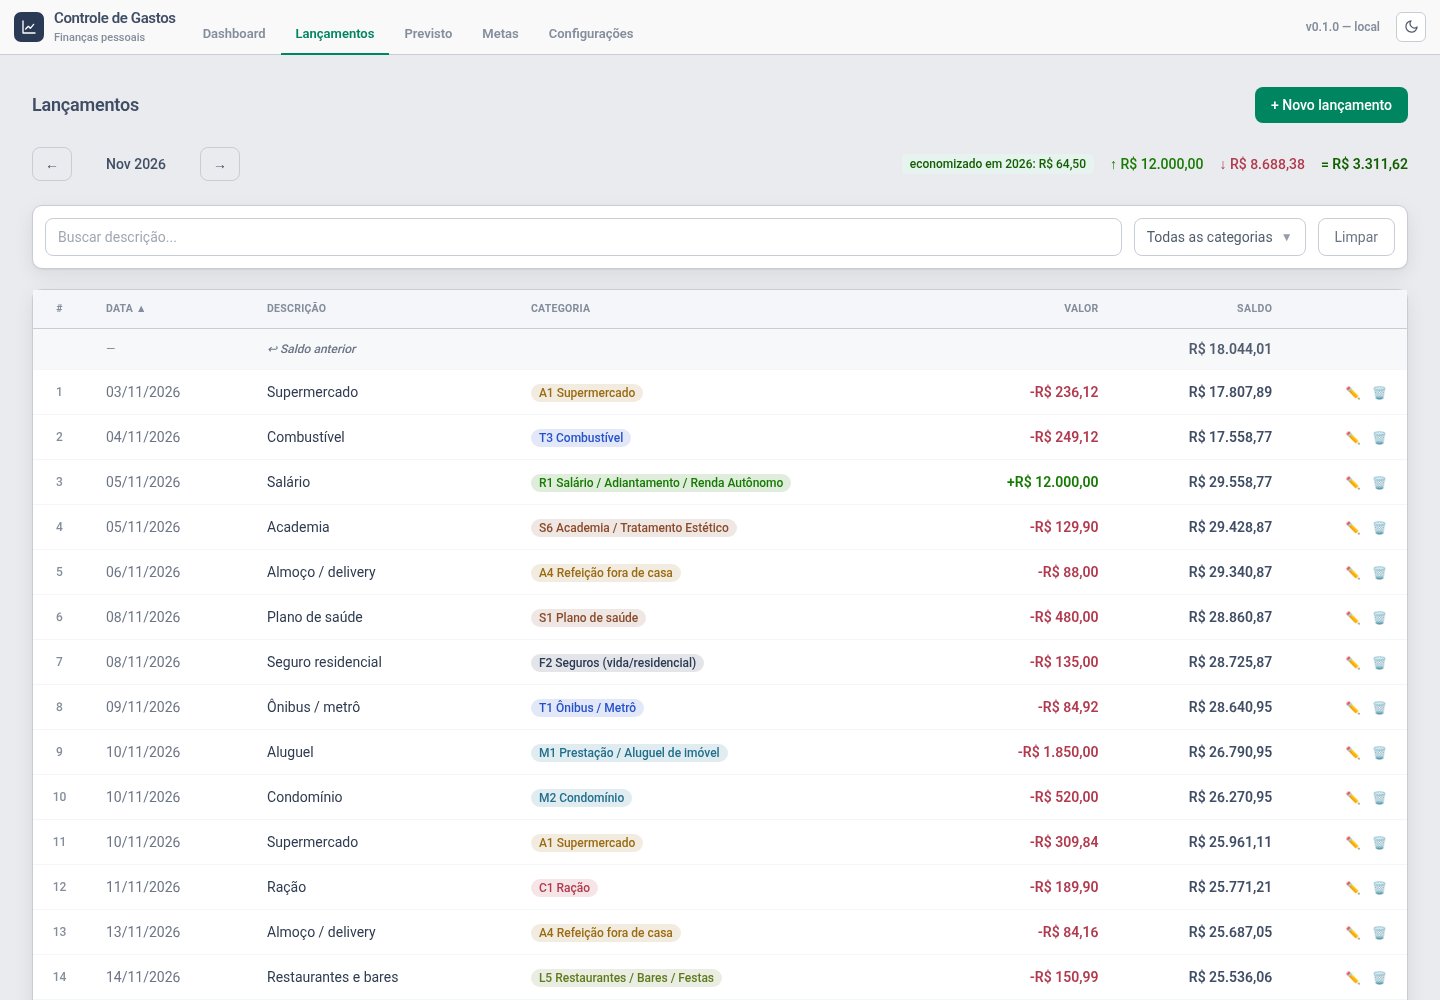 Controle de Gastos
Finanças pessoais
Dashboard Lançamentos Previsto Metas Configurações
v0.1.0 — local
Lançamentos
+ Novo lançamento
← Nov 2026 →
economizado em 2026: R$ 64,50 ↑ R$ 12.000,00 ↓ R$ 8.688,38 = R$ 3.311,62
Buscar descrição... Todas as categorias ▼ Limpar
# DATA ▲ DESCRIÇÃO CATEGORIA VALOR SALDO
— ↩ Saldo anterior R$ 18.044,01
1 03/11/2026 Supermercado A1 Supermercado -R$ 236,12 R$ 17.807,89
2 04/11/2026 Combustível T3 Combustível -R$ 249,12 R$ 17.558,77
3 05/11/2026 Salário R1 Salário / Adiantamento / Renda Autônomo +R$ 12.000,00 R$ 29.558,77
4 05/11/2026 Academia S6 Academia / Tratamento Estético -R$ 129,90 R$ 29.428,87
5 06/11/2026 Almoço / delivery A4 Refeição fora de casa -R$ 88,00 R$ 29.340,87
6 08/11/2026 Plano de saúde S1 Plano de saúde -R$ 480,00 R$ 28.860,87
7 08/11/2026 Seguro residencial F2 Seguros (vida/residencial) -R$ 135,00 R$ 28.725,87
8 09/11/2026 Ônibus / metrô T1 Ônibus / Metrô -R$ 84,92 R$ 28.640,95
9 10/11/2026 Aluguel M1 Prestação / Aluguel de imóvel -R$ 1.850,00 R$ 26.790,95
10 10/11/2026 Condomínio M2 Condomínio -R$ 520,00 R$ 26.270,95
11 10/11/2026 Supermercado A1 Supermercado -R$ 309,84 R$ 25.961,11
12 11/11/2026 Ração C1 Ração -R$ 189,90 R$ 25.771,21
13 13/11/2026 Almoço / delivery A4 Refeição fora de casa -R$ 84,16 R$ 25.687,05
14 14/11/2026 Restaurantes e bares L5 Restaurantes / Bares / Festas -R$ 150,99 R$ 25.536,06